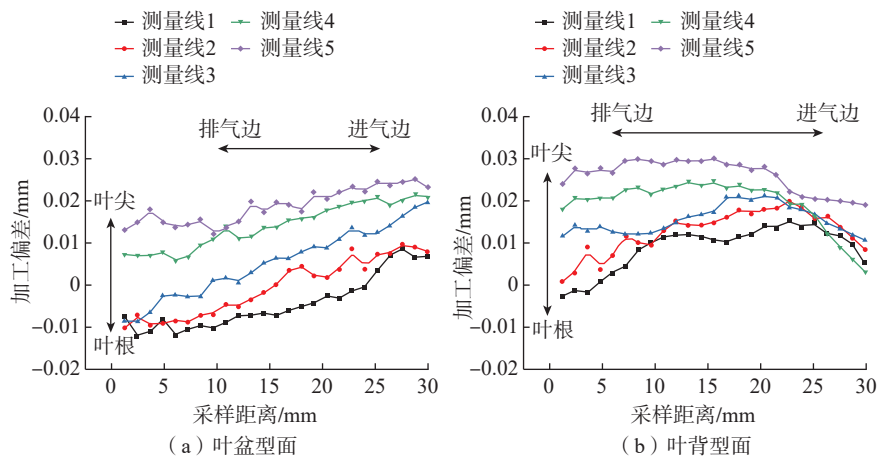 测量线1 测量线4
测量线2 测量线5
测量线3
加工偏差/mm
0.04
0.03
0.02
0.01
0
–0.01
–0.02
排气边 进气边
叶尖
叶根
0 5 10 15 20 25 30
采样距离/mm
（a）叶盆型面
测量线1 测量线4
测量线2 测量线5
测量线3
加工偏差/mm
0.04
0.03
0.02
0.01
0
–0.01
–0.02
排气边 进气边
叶尖
叶根
0 5 10 15 20 25 30
采样距离/mm
（b）叶背型面